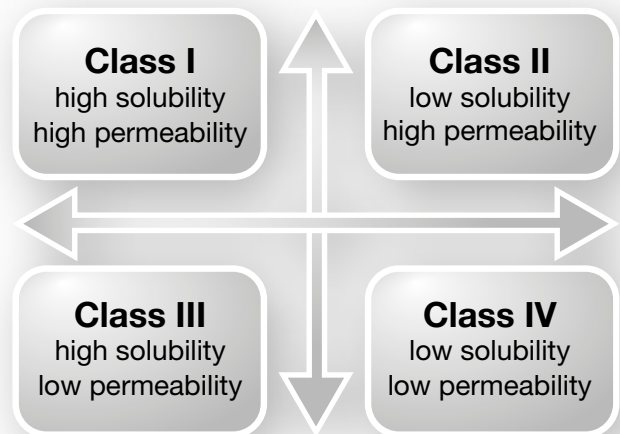 Class I
high solubility
high permeability
Class II
low solubility
high permeability
Class III
high solubility
low permeability
Class IV
low solubility
low permeability